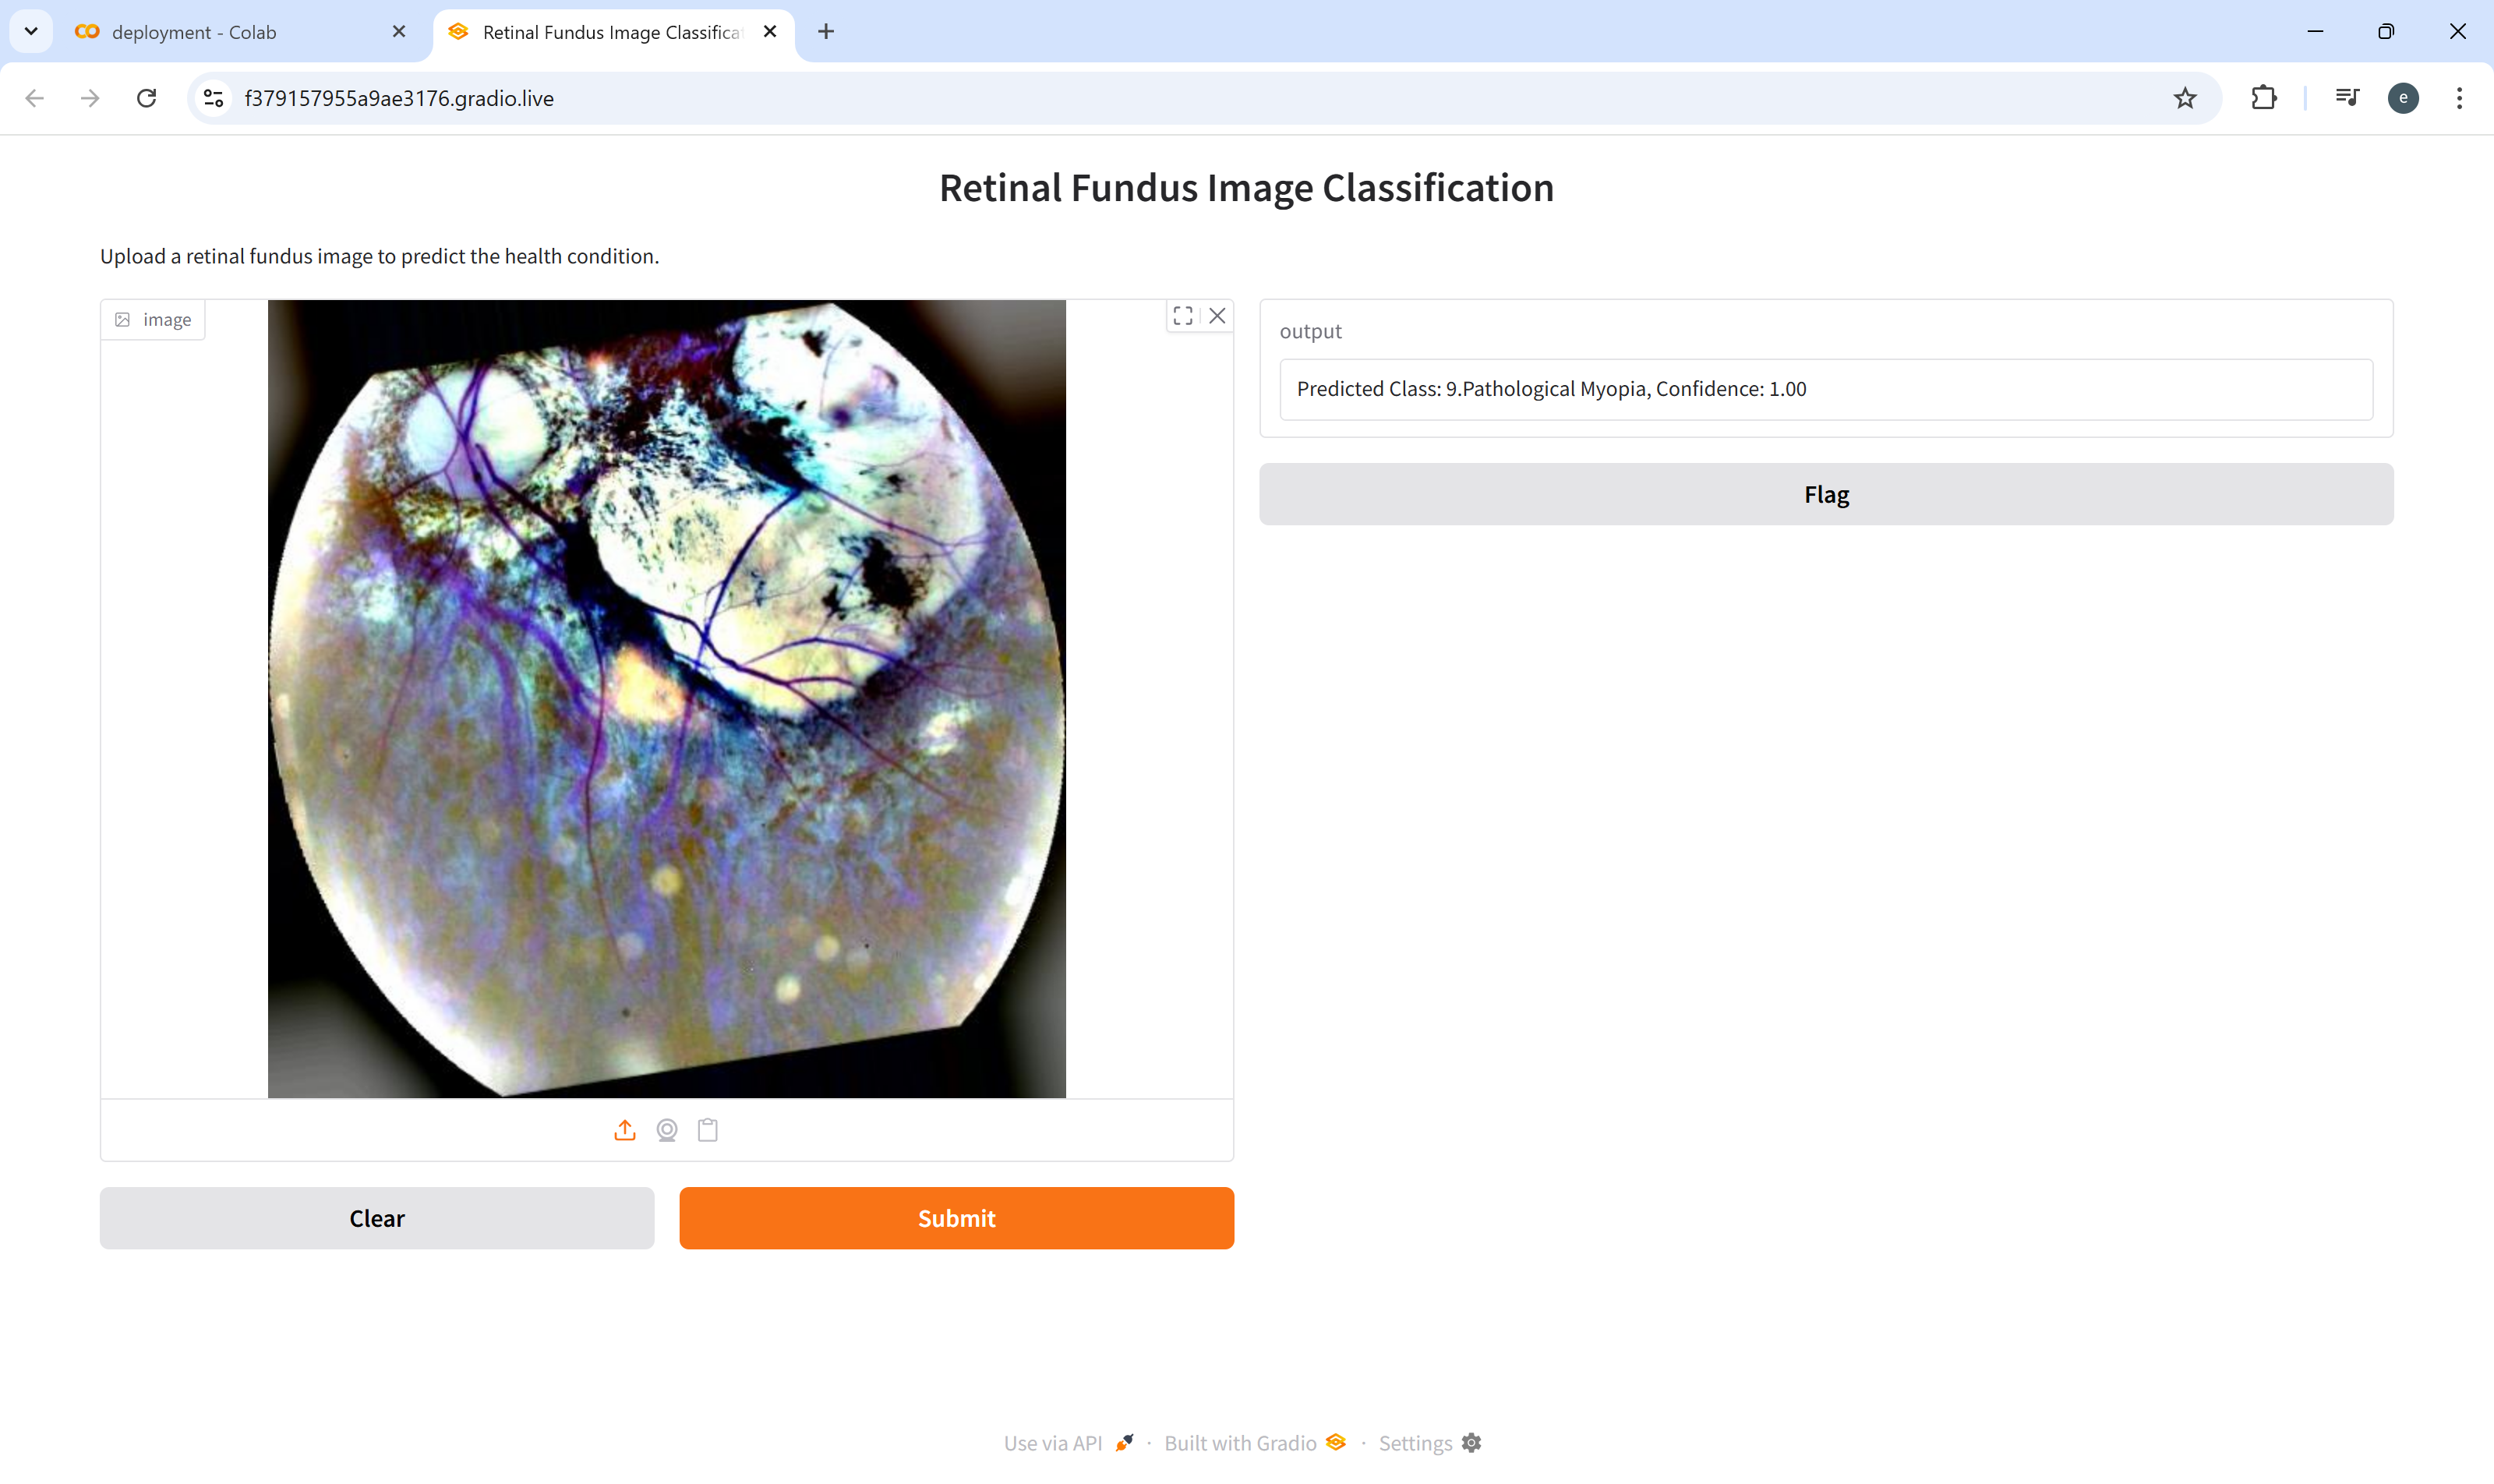 deployment - Colab
Retinal Fundus Image Classifica
f379157955a9ae3176.gradio.live
e
Retinal Fundus Image Classification
Upload a retinal fundus image to predict the health condition.
image
output
Predicted Class: 9.Pathological Myopia, Confidence: 1.00
Flag
Clear
Submit
Use via API · Built with Gradio · Settings